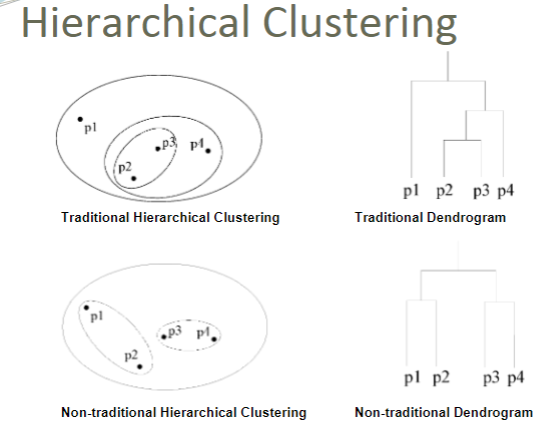 Hierarchical Clustering
p1
p3 p4
p2
p1 p2 p3 p4
Traditional Hierarchical Clustering
Traditional Dendrogram
p1
p3 p4
p2
p1 p2 p3 p4
Non-traditional Hierarchical Clustering
Non-traditional Dendrogram